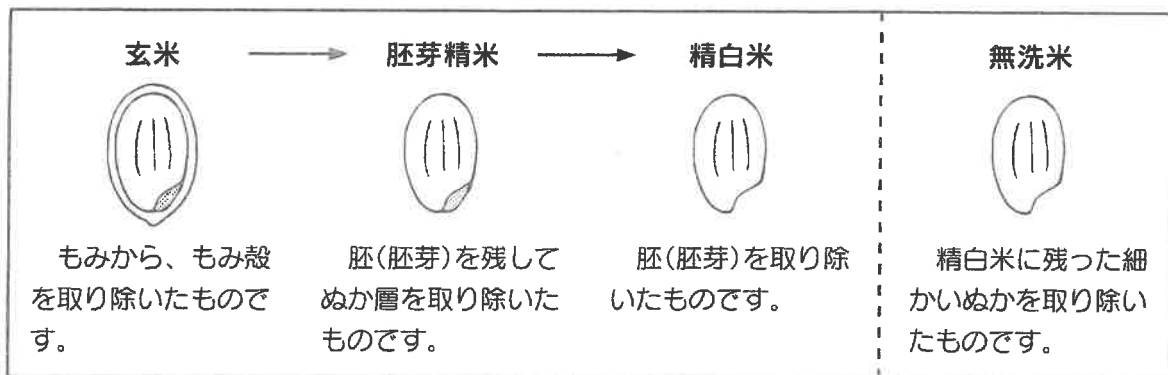 玄米
もみから、もみ殻
を取り除いたもので
す。
胚芽精米
胚(胚芽)を残して
ぬか層を取り除いた
ものです。
精白米
胚(胚芽)を取り除
いたものです。
無洗米
精白米に残った細
かいぬかを取り除い
たものです。